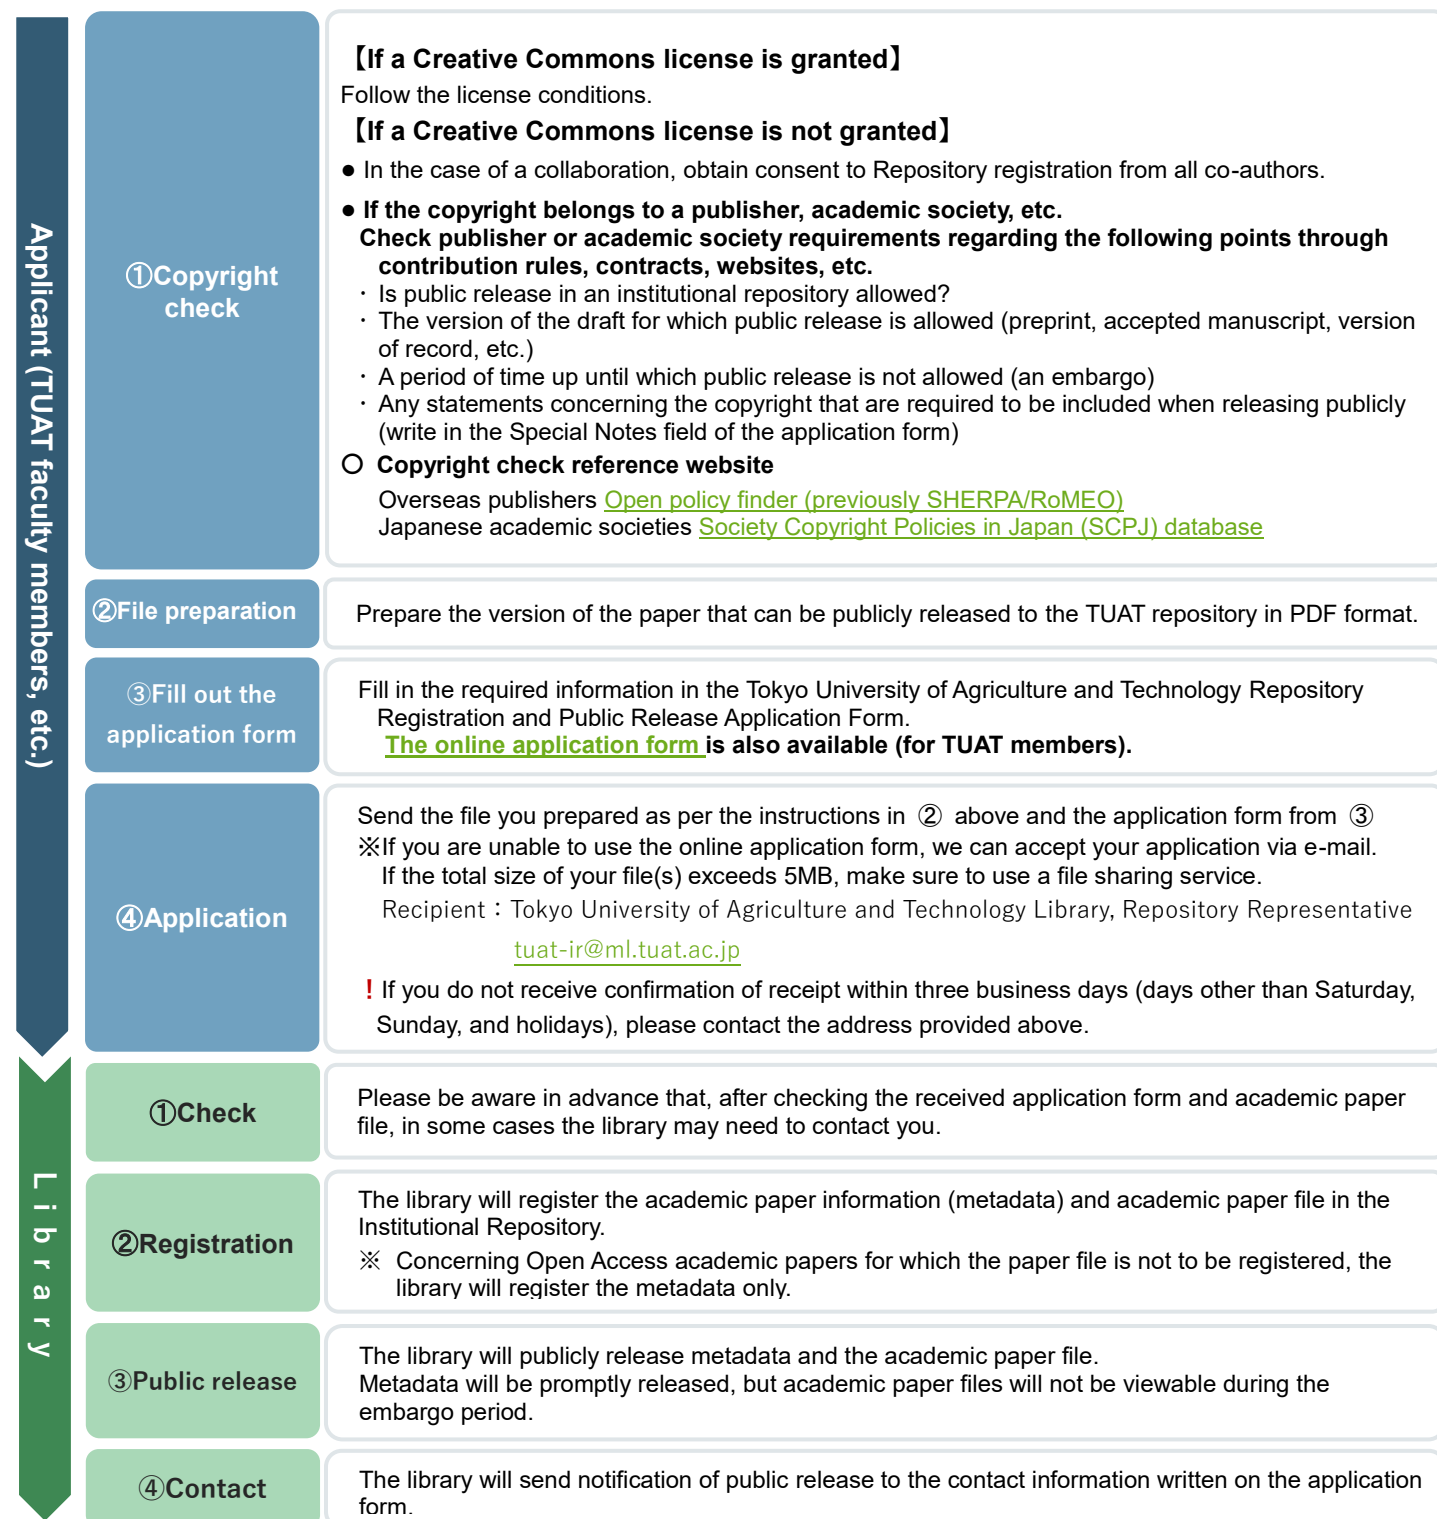 Applicant (TUAT faculty members, etc.)
①Copyright
check
【If a Creative Commons license is granted】
Follow the license conditions.
【If a Creative Commons license is not granted】
● In the case of a collaboration, obtain consent to Repository registration from all co-authors.
● If the copyright belongs to a publisher, academic society, etc.
Check publisher or academic society requirements regarding the following points through
contribution rules, contracts, websites, etc.
・Is public release in an institutional repository allowed?
・The version of the draft for which public release is allowed (preprint, accepted manuscript, version
of record, etc.)
・A period of time up until which public release is not allowed (an embargo)
・Any statements concerning the copyright that are required to be included when releasing publicly
(write in the Special Notes field of the application form)
○ Copyright check reference website
Overseas publishers Open policy finder (previously SHERPA/RoMEO)
Japanese academic societies Society Copyright Policies in Japan (SCPJ) database
②File preparation
Prepare the version of the paper that can be publicly released to the TUAT repository in PDF format.
③Fill out the
application form
Fill in the required information in the Tokyo University of Agriculture and Technology Repository
Registration and Public Release Application Form.
The online application form is also available (for TUAT members).
④Application
Send the file you prepared as per the instructions in ② above and the application form from ③
※If you are unable to use the online application form, we can accept your application via e-mail.
If the total size of your file(s) exceeds 5MB, make sure to use a file sharing service.
Recipient：Tokyo University of Agriculture and Technology Library, Repository Representative
tuat-ir@ml.tuat.ac.jp
！If you do not receive confirmation of receipt within three business days (days other than Saturday,
Sunday, and holidays), please contact the address provided above.
Library
①Check
Please be aware in advance that, after checking the received application form and academic paper
file, in some cases the library may need to contact you.
②Registration
The library will register the academic paper information (metadata) and academic paper file in the
Institutional Repository.
※ Concerning Open Access academic papers for which the paper file is not to be registered, the
library will register the metadata only.
③Public release
The library will publicly release metadata and the academic paper file.
Metadata will be promptly released, but academic paper files will not be viewable during the
embargo period.
④Contact
The library will send notification of public release to the contact information written on the application
form.